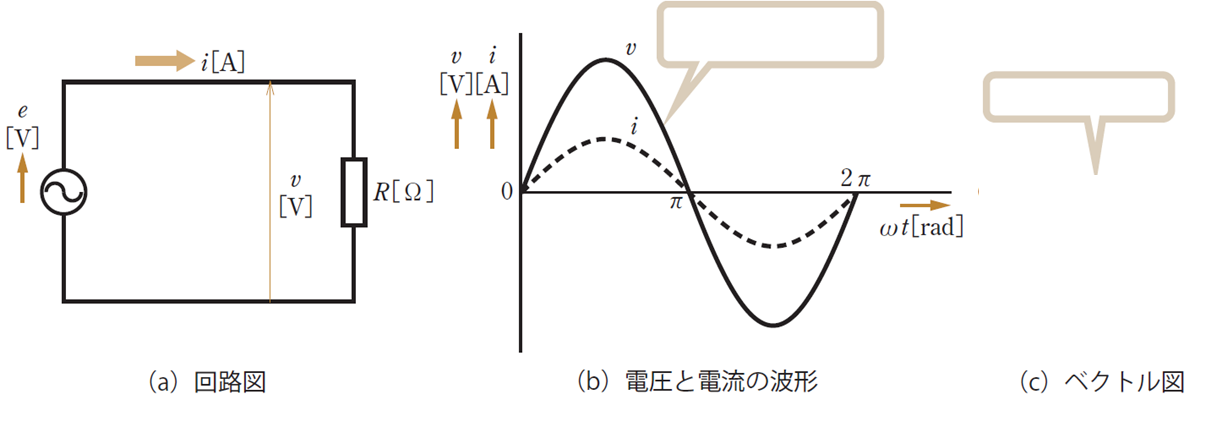 i[A]
e
[V]
v
[V]
R[Ω]
(a) 回路図
v i
[V][A]
v
i
0
π
2π
ωt[rad]
(b) 電圧と電流の波形
(c) ベクトル図